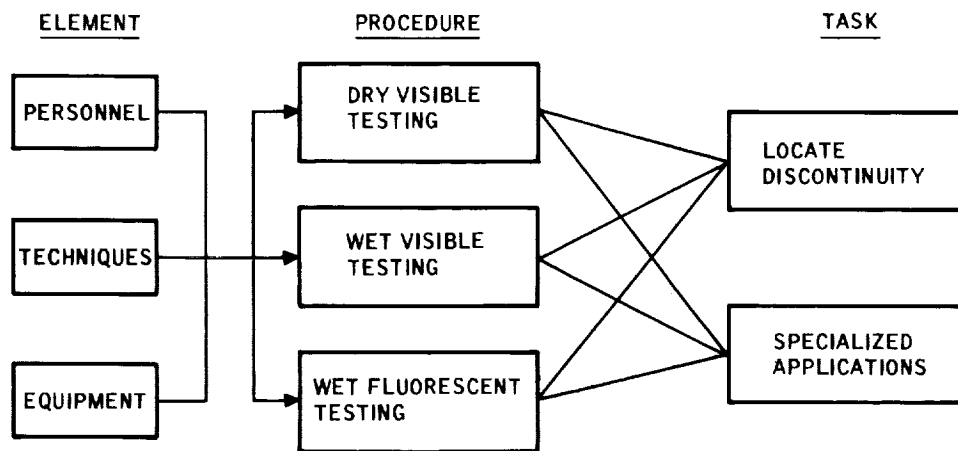 ELEMENT
PROCEDURE
TASK
PERSONNEL
TECHNIQUES
EQUIPMENT
DRY VISIBLE
TESTING
WET VISIBLE
TESTING
WET FLUORESCENT
TESTING
LOCATE
DISCONTINUITY
SPECIALIZED
APPLICATIONS